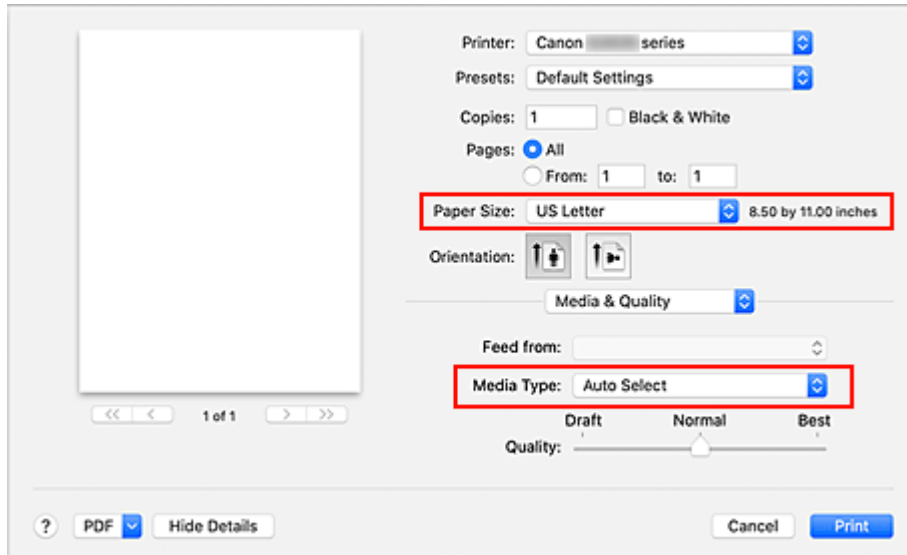 Printer: Canon series
Presets: Default Settings
Copies: 1 Black & White
Pages: All
From: 1 to: 1
Paper Size: US Letter 8.50 by 11.00 inches
Orientation:
Media & Quality
Feed from:
Media Type: Auto Select
<< < 1 of 1 > >>
Draft Normal Best
Quality:
? PDF Hide Details Cancel Print